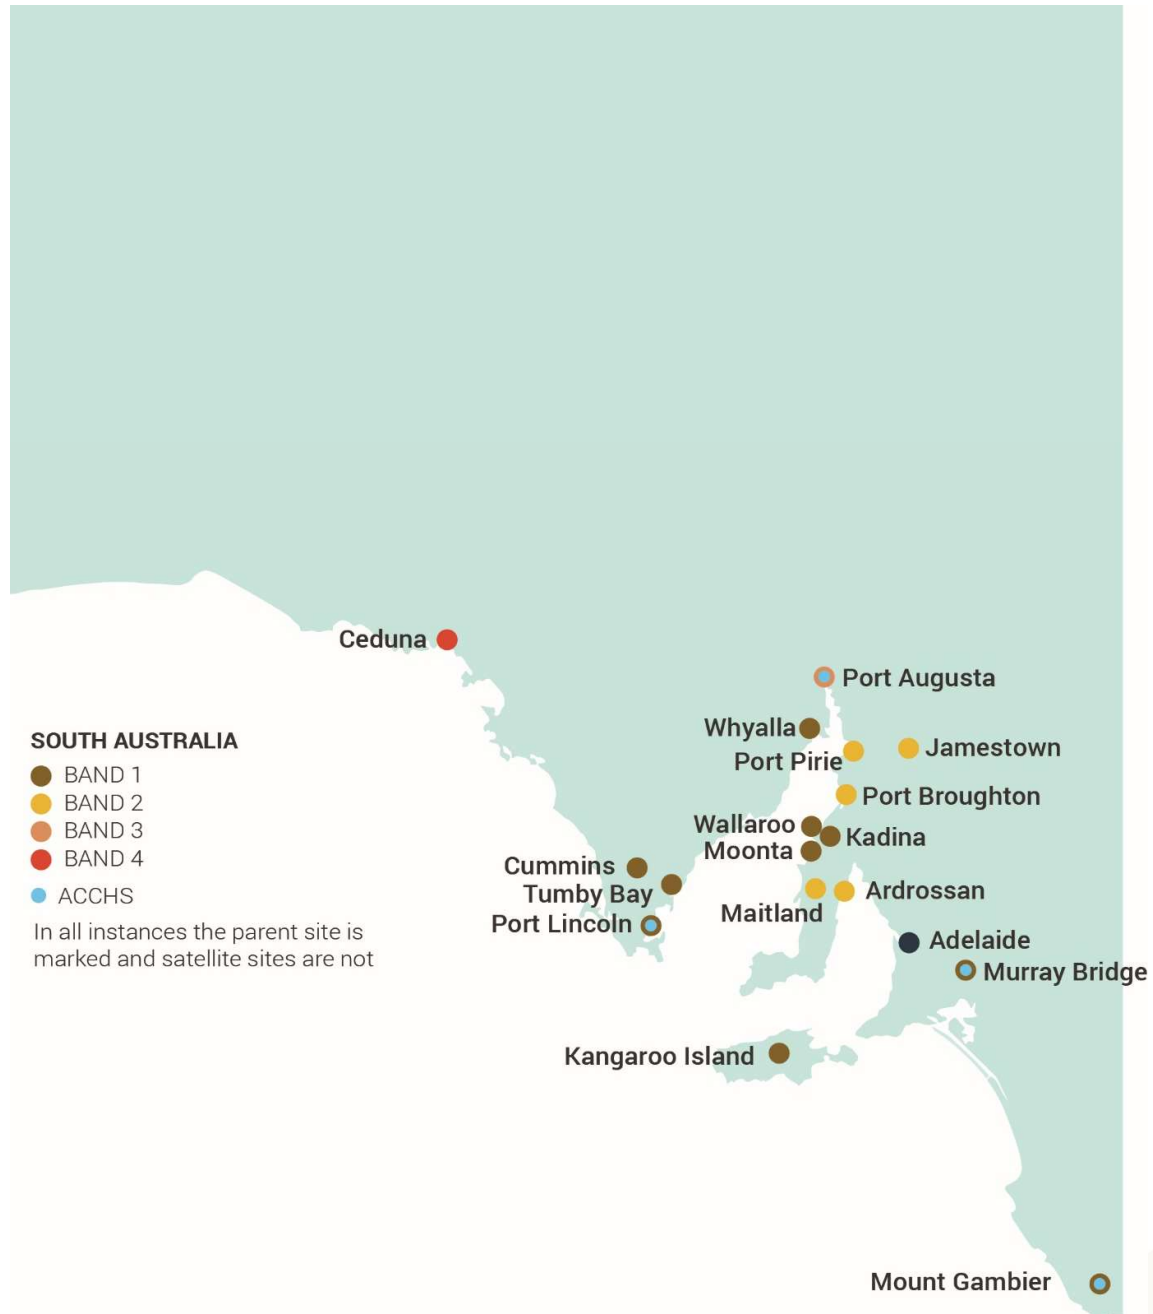 Ceduna
Port Augusta
Whyalla
Port Pirie
Jamestown
Port Broughton
Wallaroo
Kadina
Moonta
Cummins
Tumby Bay
Port Lincoln
Maitland
Ardrossan
Adelaide
Murray Bridge
Kangaroo Island
Mount Gambier
SOUTH AUSTRALIA
BAND 1
BAND 2
BAND 3
BAND 4
ACCHS
In all instances the parent site is
marked and satellite sites are not